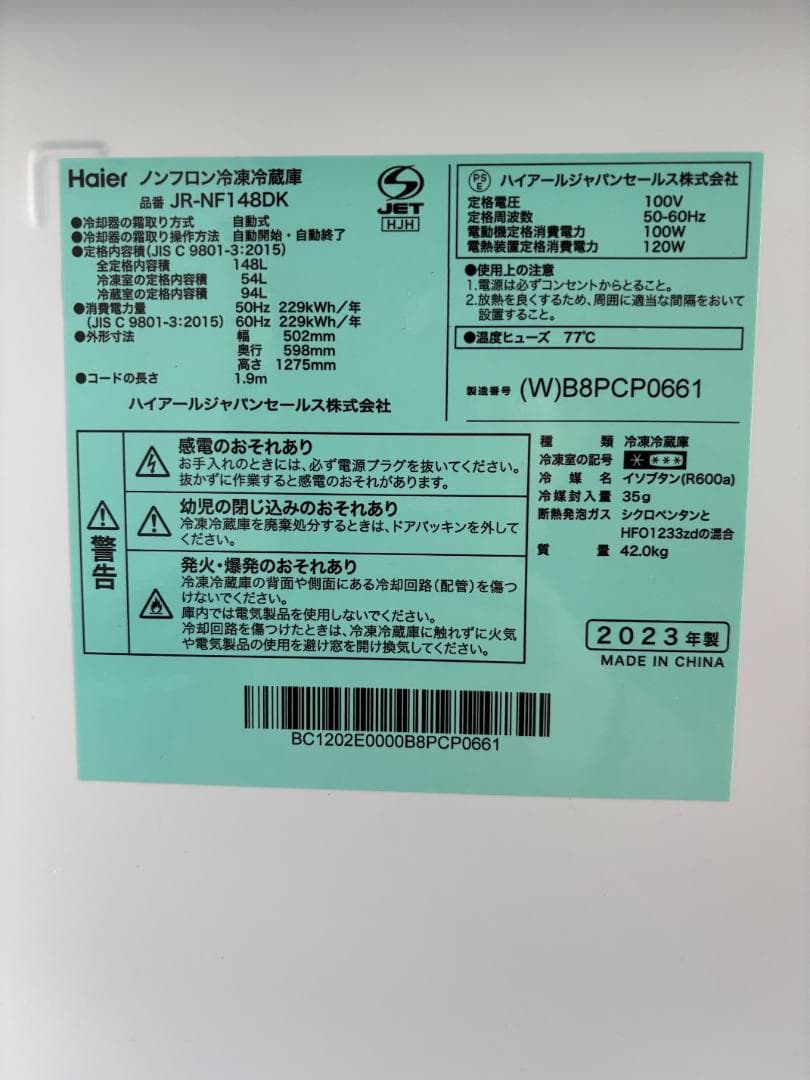 Haier ノンフロン冷凍冷蔵庫
品番 JR-NF148DK
●冷却器の霜取り方式 自動式
●冷却器の霜取り操作方法 自動開始・自動終了
●定格内容積(JIS C 9801-3:2015)
全定格内容積 148L
冷凍室の定格内容積 54L
冷蔵室の定格内容積 94L
●消費電力量 50Hz 229kWh/年
(JIS C 9801-3:2015) 60Hz 229kWh/年
●外形寸法 幅 502mm
奥行 598mm
高さ 1275mm
●コードの長さ 1.9m
ハイアールジャパンセールス株式会社
S
JET
HJH
PSE ハイアールジャパンセールス株式会社
定格電圧 100V
定格周波数 50-60Hz
電動機定格消費電力 100W
電熱装置定格消費電力 120W
●使用上の注意
1.電源は必ずコンセントからとること。
2.放熱を良くするため、周囲に適当な間隔をおいて
設置すること。
●温度ヒューズ 77℃
製造番号 (W)B8PCP0661
警告
感電のおそれあり
お手入れのときには、必ず電源プラグを抜いてください。
抜かずに作業すると感電のおそれがあります。
幼児の閉じ込みのおそれあり
冷凍冷蔵庫を廃棄処分するときは、ドアパッキンを外して
ください。
発火・爆発のおそれあり
冷凍冷蔵庫の背面や側面にある冷却回路(配管)を傷つ
けないでください。
庫内では電気製品を使用しないでください。
冷却回路を傷つけたときは、冷凍冷蔵庫に触れずに火気
や電気製品の使用を避け窓を開け換気してください。
種類 冷凍冷蔵庫
冷凍室の記号 * ***
冷媒名 イソブタン(R600a)
冷媒封入量 35g
断熱発泡ガス シクロペンタンと
HFO1233zdの混合
質量 42.0kg
2023年製
MADE IN CHINA
BC1202E0000B8PCP0661